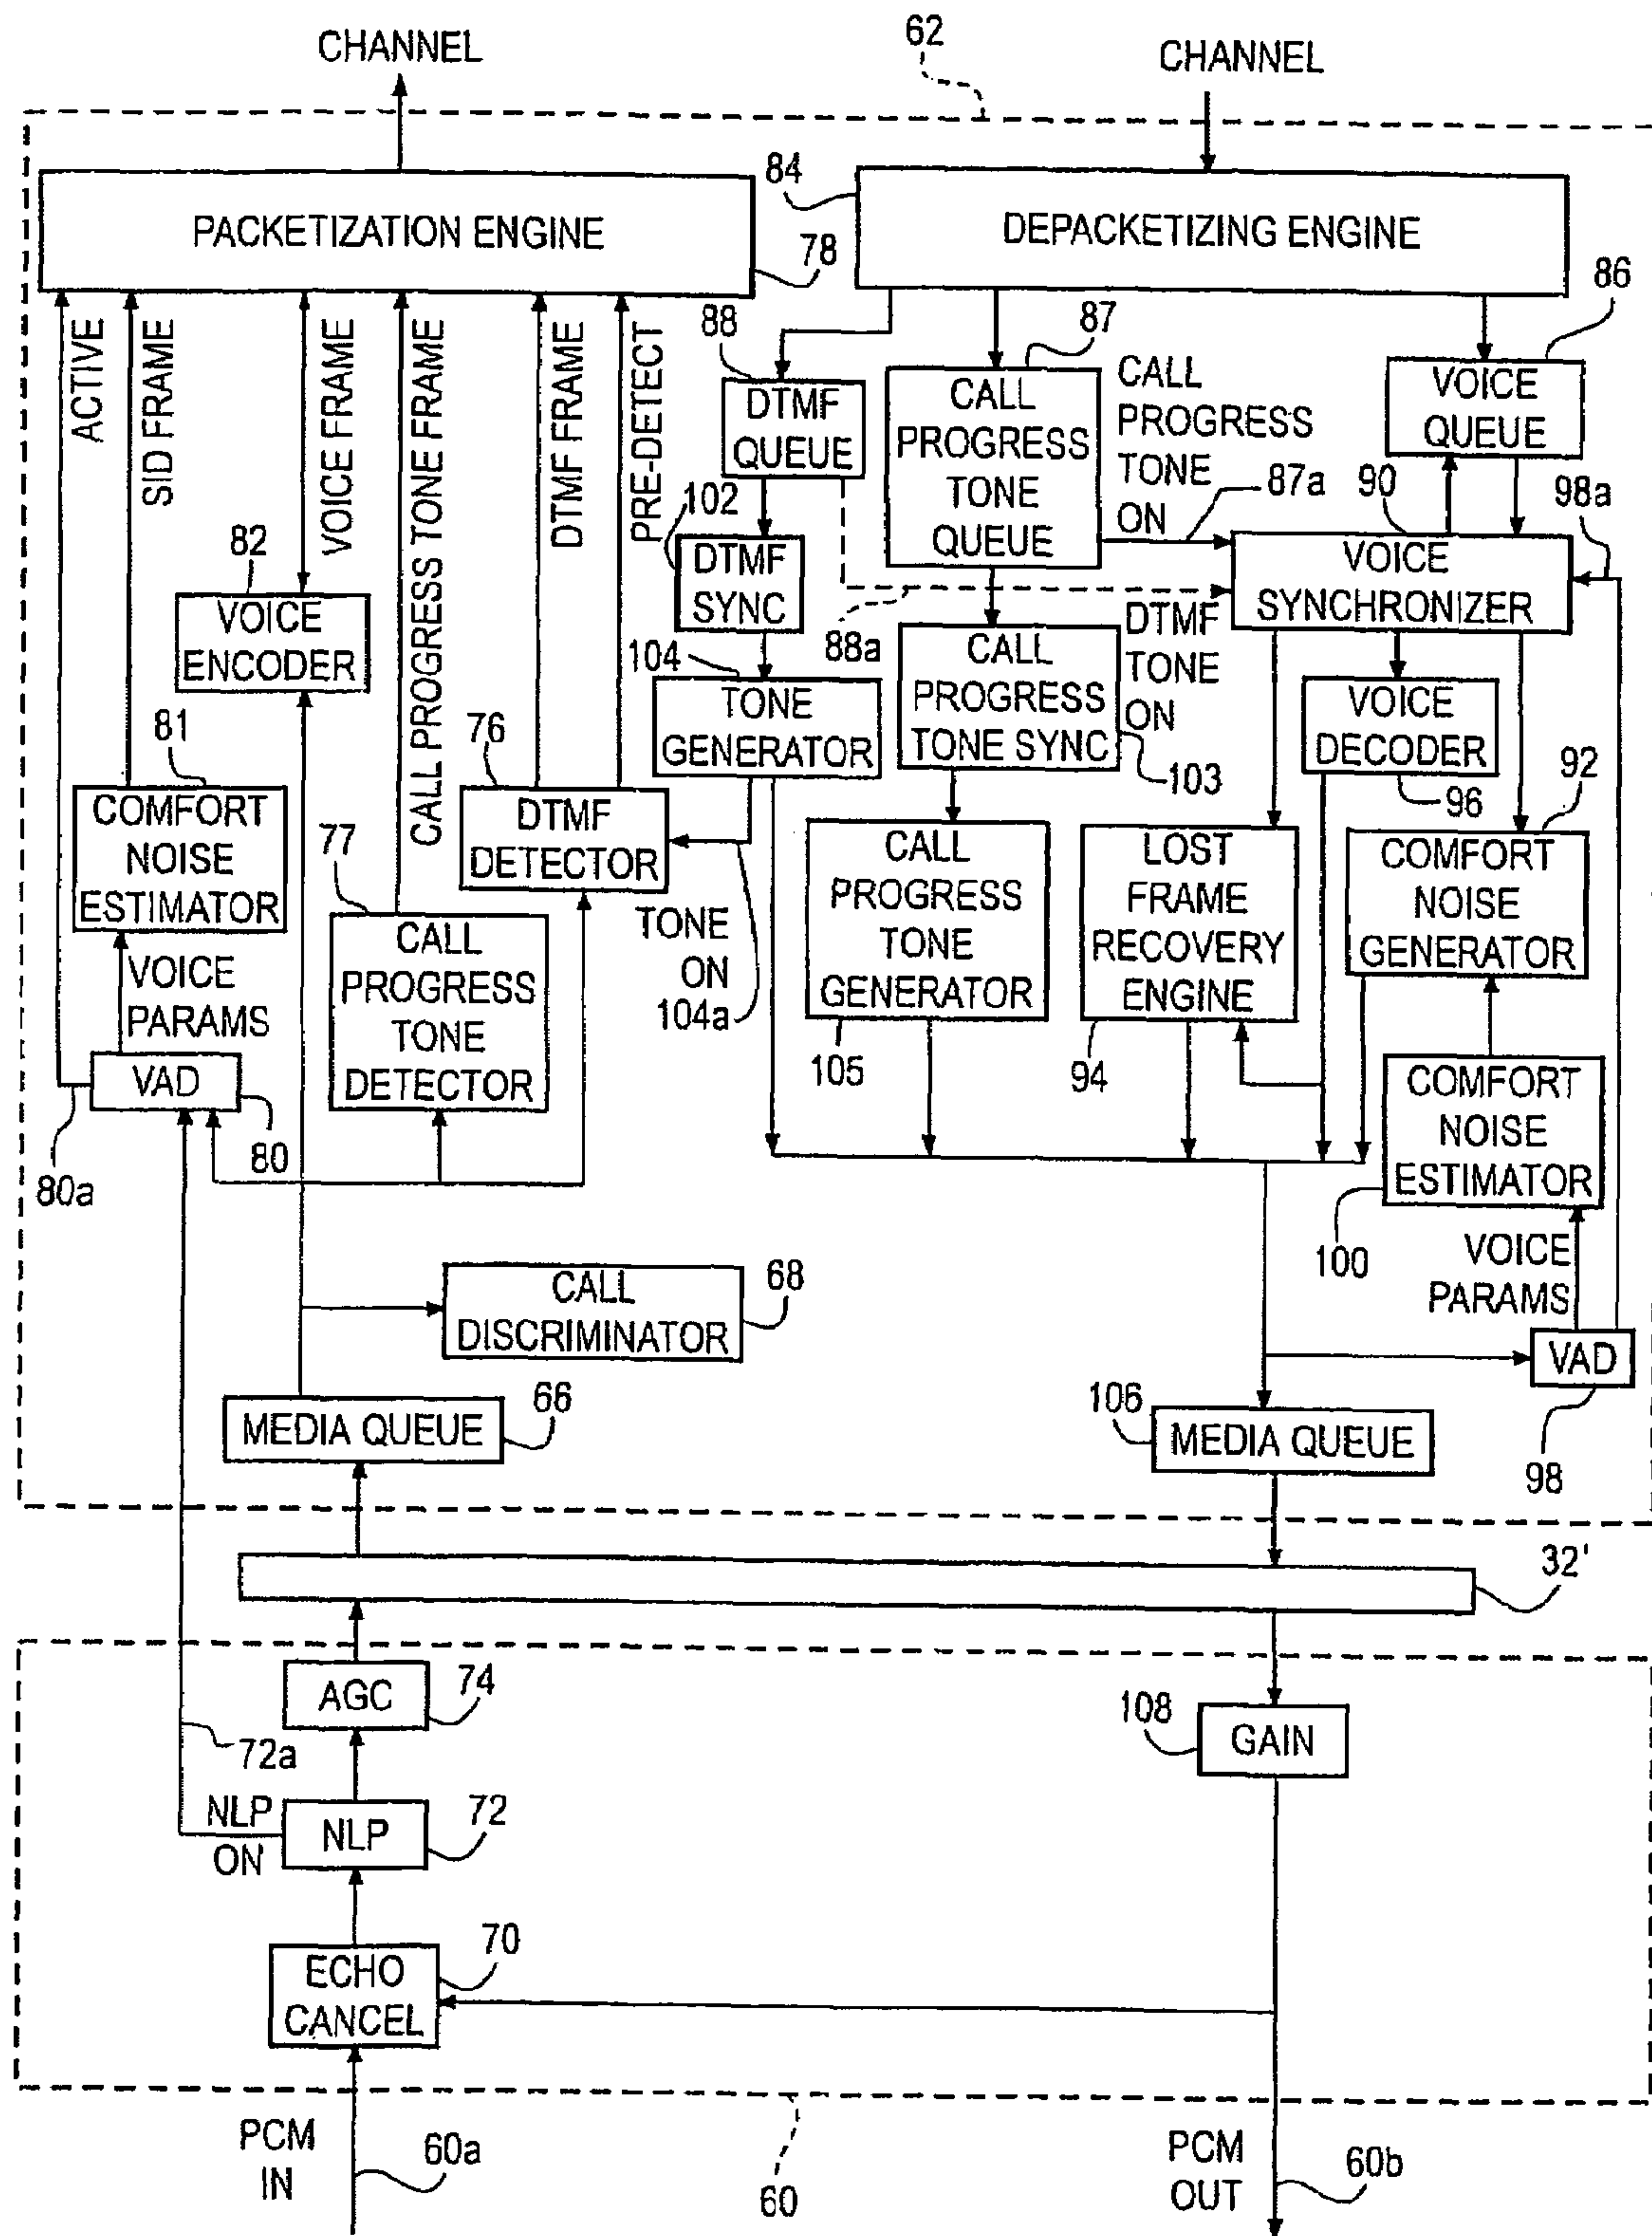 CHANNEL
62
CHANNEL
PACKETIZATION ENGINE
78
84
DEPACKETIZING ENGINE
ACTIVE
SID FRAME
VOICE FRAME
CALL PROGRESS TONE FRAME
DTMF FRAME
PRE-DETECT
88
DTMF
QUEUE
87
CALL
PROGRESS
TONE
QUEUE
CALL
PROGRESS
TONE
ON
87a
86
VOICE
QUEUE
90
98a
102
DTMF
SYNC
VOICE
SYNCHRONIZER
82
VOICE
ENCODER
88a
DTMF
TONE
ON
104
TONE
GENERATOR
CALL
PROGRESS
TONE SYNC
103
VOICE
DECODER
96
92
81
COMFORT
NOISE
ESTIMATOR
76
DTMF
DETECTOR
77
CALL
PROGRESS
TONE
DETECTOR
TONE
ON
104a
CALL
PROGRESS
TONE
GENERATOR
105
LOST
FRAME
RECOVERY
ENGINE
94
COMFORT
NOISE
GENERATOR
VOICE
PARAMS
VAD
80
80a
COMFORT
NOISE
ESTIMATOR
100
VOICE
PARAMS
CALL
DISCRIMINATOR
68
VAD
98
MEDIA QUEUE
66
106
MEDIA QUEUE
32'
AGC
74
72a
108
GAIN
NLP
ON
NLP
72
ECHO
CANCEL
70
PCM
IN
60a
60
PCM
OUT
60b